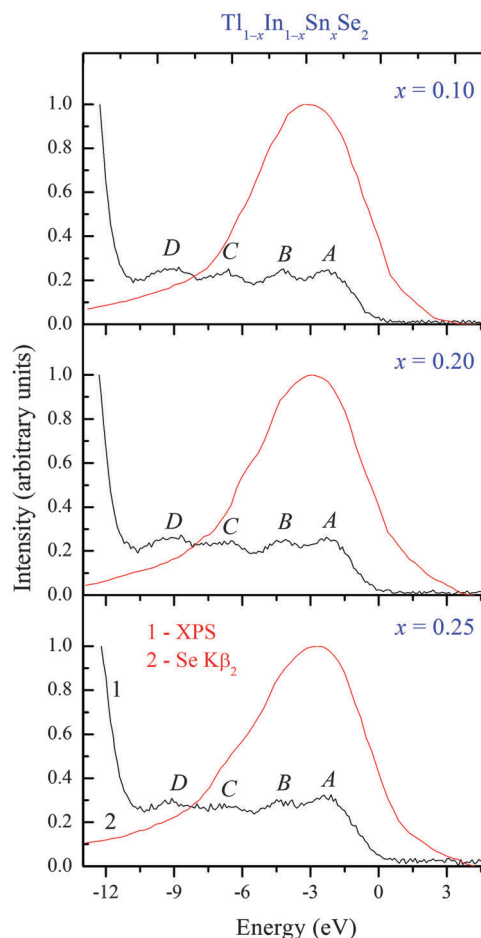 Tl₁₋ₓIn₁₋ₓSnₓSe₂
x = 0.10
1.0
0.8
0.6
0.4
0.2
0.0
D C B A
x = 0.20
1.0
0.8
0.6
0.4
0.2
0.0
D C B A
Intensity (arbitrary units)
x = 0.25
1 - XPS
2 - Se Kβ₂
1.0
0.8
0.6
0.4
0.2
0.0
1
2
D C B A
-12 -9 -6 -3 0 3
Energy (eV)